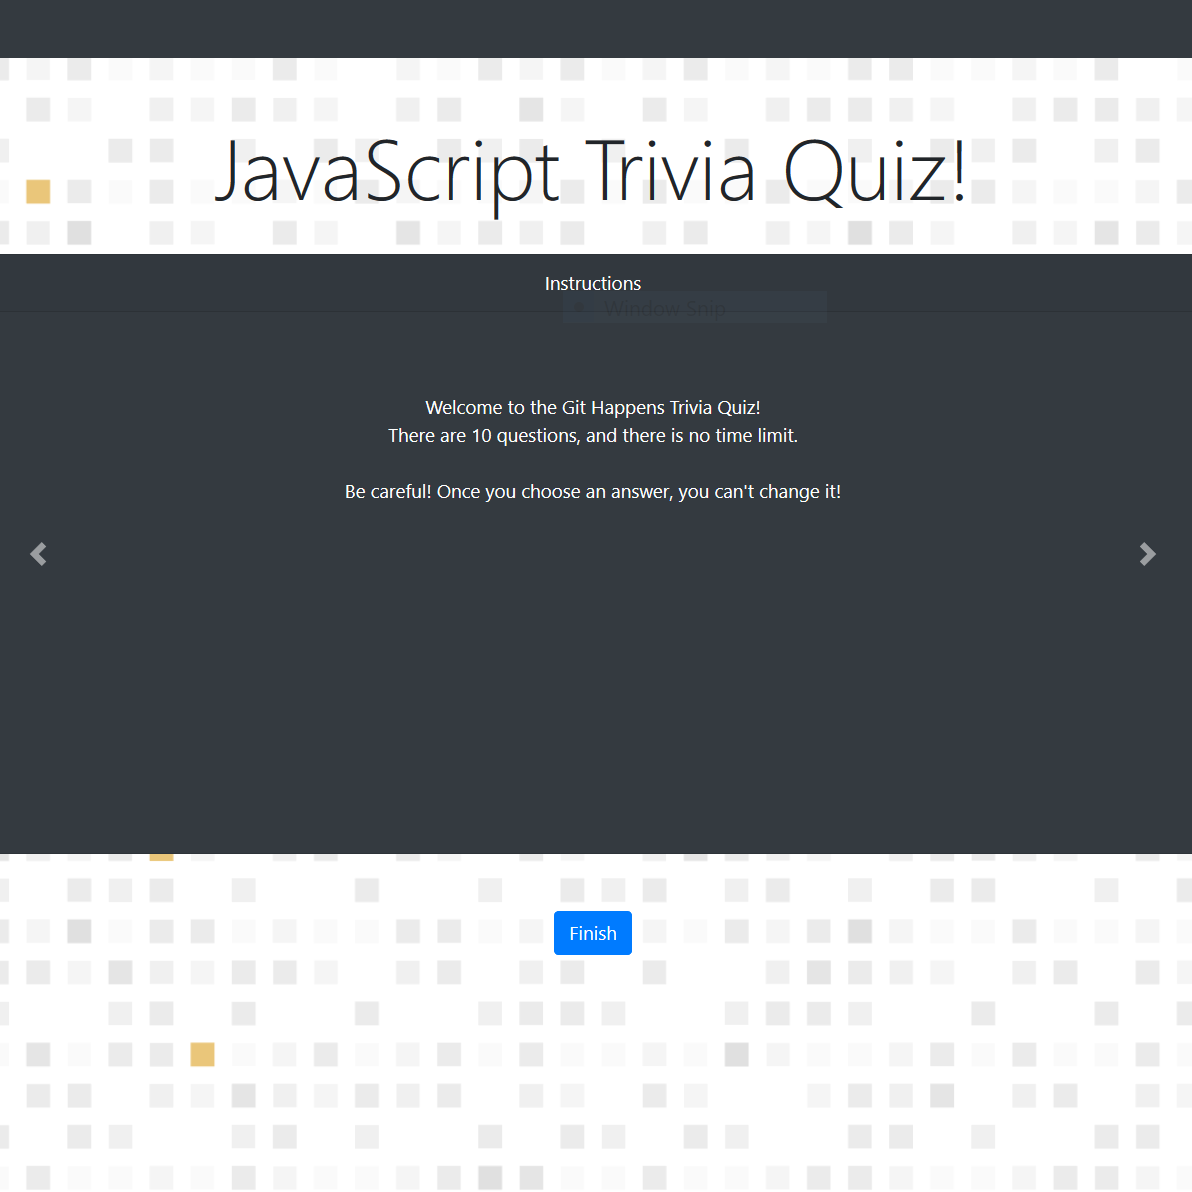 JavaScript Trivia Quiz!
Instructions
Window Snip
Welcome to the Git Happens Trivia Quiz!
There are 10 questions, and there is no time limit.
Be careful! Once you choose an answer, you can't change it!
Finish